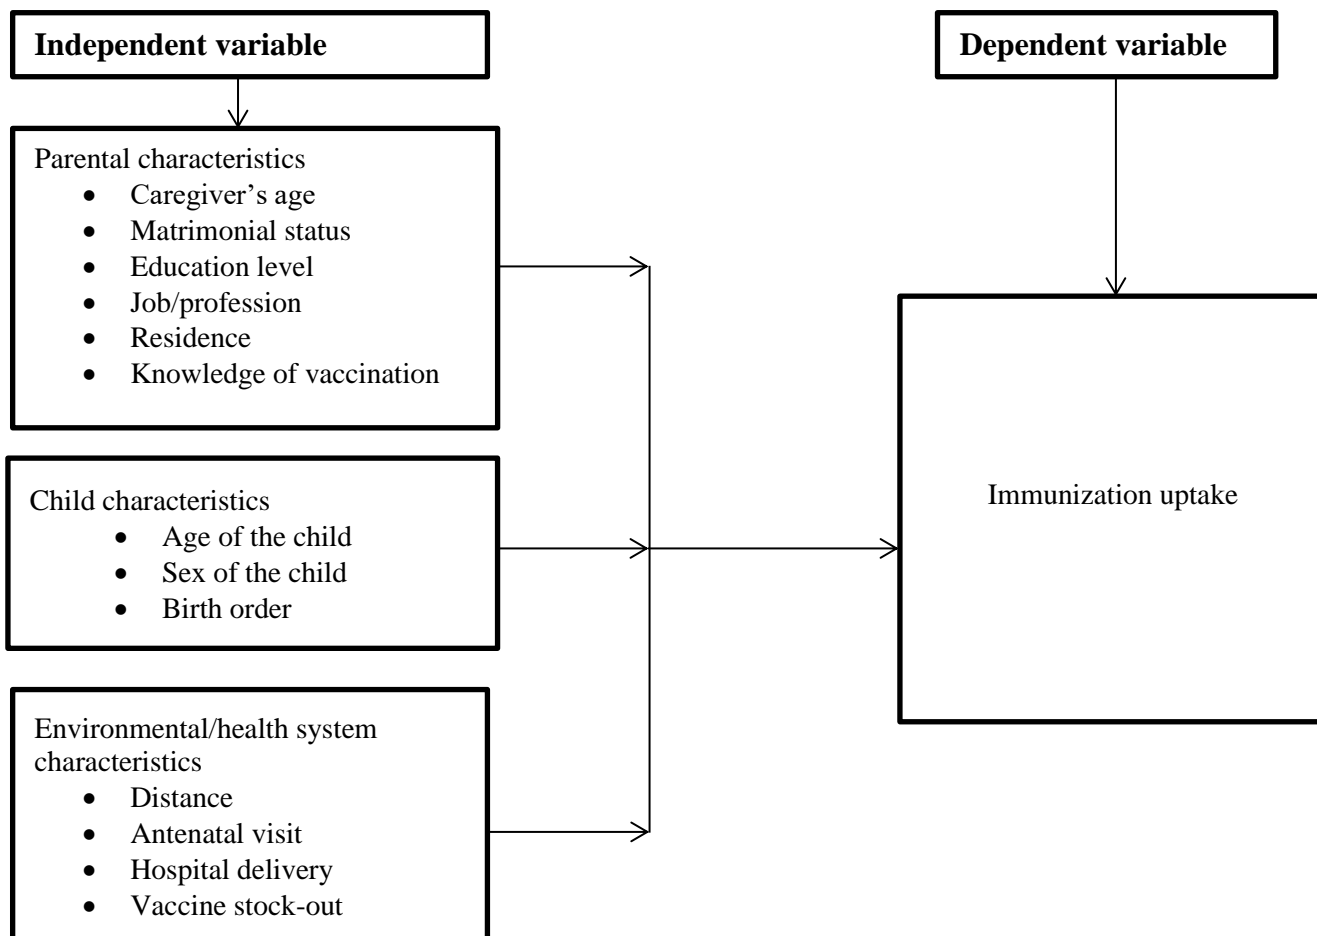 Independent variable
Dependent variable
Parental characteristics
• Caregiver’s age
• Matrimonial status
• Education level
• Job/profession
• Residence
• Knowledge of vaccination
Child characteristics
• Age of the child
• Sex of the child
• Birth order
Immunization uptake
Environmental/health system
characteristics
• Distance
• Antenatal visit
• Hospital delivery
• Vaccine stock-out